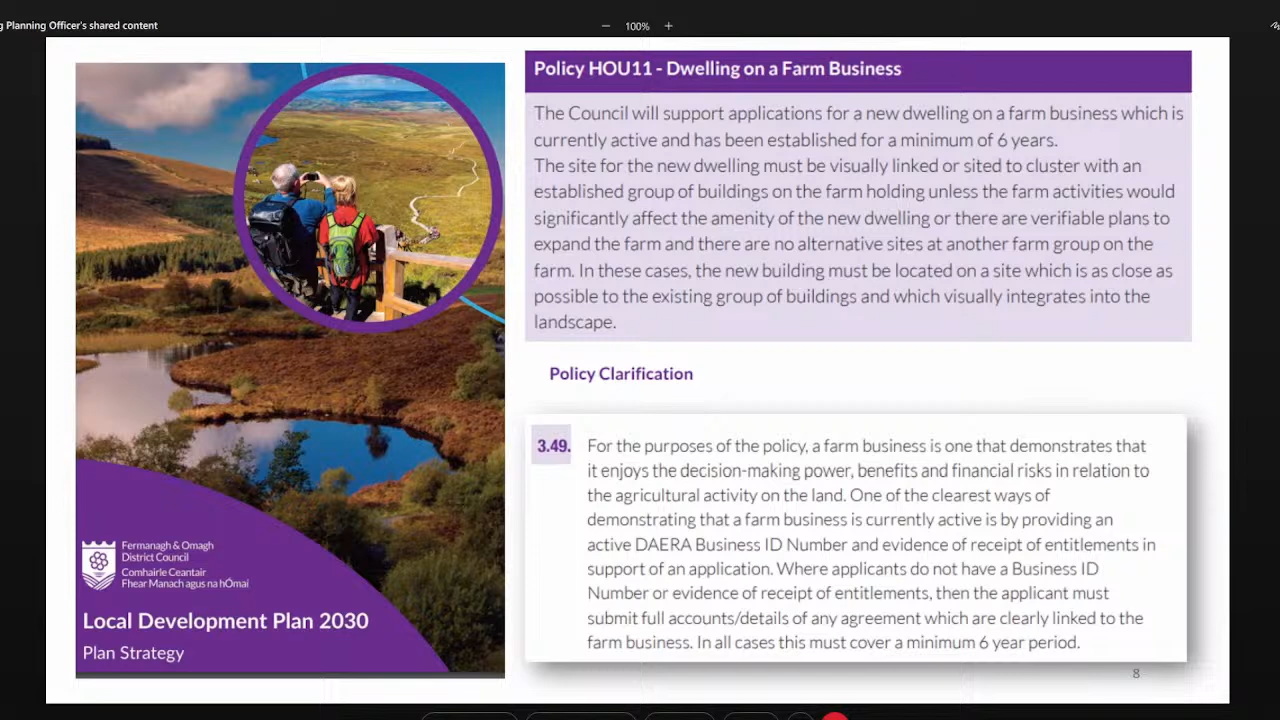 g Planning Officer's shared content
100%
Policy HOU11 - Dwelling on a Farm Business
The Council will support applications for a new dwelling on a farm business which is
currently active and has been established for a minimum of 6 years.
The site for the new dwelling must be visually linked or sited to cluster with an
established group of buildings on the farm holding unless the farm activities would
significantly affect the amenity of the new dwelling or there are verifiable plans to
expand the farm and there are no alternative sites at another farm group on the
farm. In these cases, the new building must be located on a site which is as close as
possible to the existing group of buildings and which visually integrates into the
landscape.
Policy Clarification
3.49. For the purposes of the policy, a farm business is one that demonstrates that
it enjoys the decision-making power, benefits and financial risks in relation to
the agricultural activity on the land. One of the clearest ways of
demonstrating that a farm business is currently active is by providing an
active DAERA Business ID Number and evidence of receipt of entitlements in
support of an application. Where applicants do not have a Business ID
Number or evidence of receipt of entitlements, then the applicant must
submit full accounts/details of any agreement which are clearly linked to the
farm business. In all cases this must cover a minimum 6 year period.
8
Fermanagh & Omagh
District Council
Comhairle Ceantair
Fhear Manach agus na hÓmaí
Local Development Plan 2030
Plan Strategy